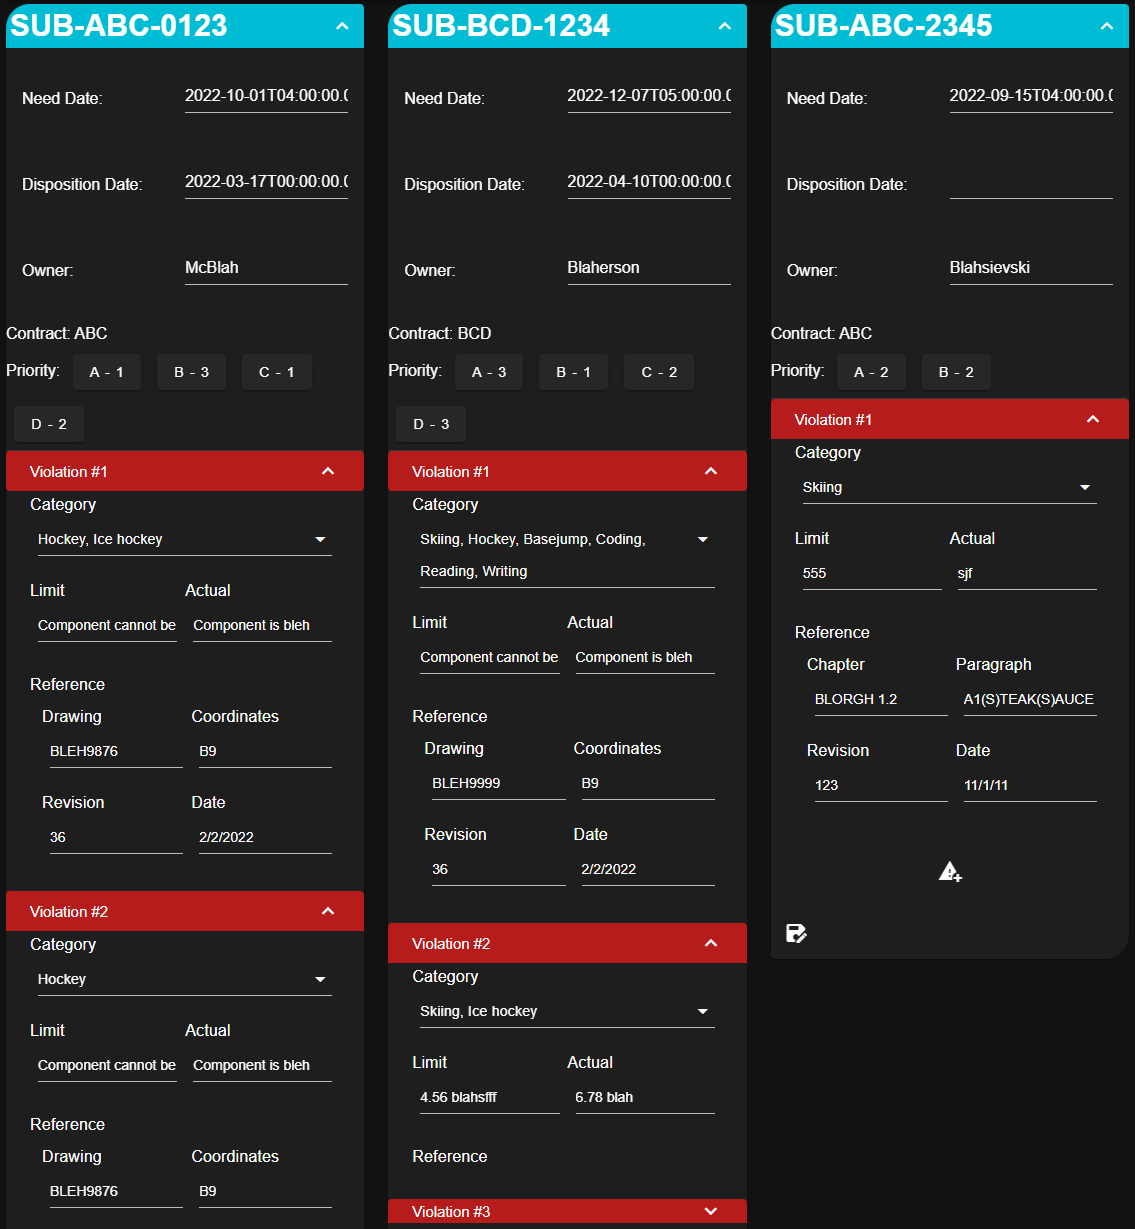 SUB-ABC-0123
Need Date: 2022-10-01T04:00:00.0
Disposition Date: 2022-03-17T00:00:00.0
Owner: McBlah
Contract: ABC
Priority: A - 1 B - 3 C - 1
D - 2
Violation #1
Category
Hockey, Ice hockey
Limit Actual
Component cannot be Component is bleh
Reference
Drawing Coordinates
BLEH9876 B9
Revision Date
36 2/2/2022
Violation #2
Category
Hockey
Limit Actual
Component cannot be Component is bleh
Reference
Drawing Coordinates
BLEH9876 B9
SUB-BCD-1234
Need Date: 2022-12-07T05:00:00.0
Disposition Date: 2022-04-10T00:00:00.0
Owner: Blaherson
Contract: BCD
Priority: A - 3 B - 1 C - 2
D - 3
Violation #1
Category
Skiing, Hockey, Basejump, Coding,
Reading, Writing
Limit Actual
Component cannot be Component is bleh
Reference
Drawing Coordinates
BLEH9999 B9
Revision Date
36 2/2/2022
Violation #2
Category
Skiing, Ice hockey
Limit Actual
4.56 blahsfff 6.78 blah
Reference
Violation #3
SUB-ABC-2345
Need Date: 2022-09-15T04:00:00.0
Disposition Date:
Owner: Blahsievski
Contract: ABC
Priority: A - 2 B - 2
Violation #1
Category
Skiing
Limit Actual
555 sjf
Reference
Chapter Paragraph
BLORGH 1.2 A1(S)TEAK(S)AUCE
Revision Date
123 11/1/11